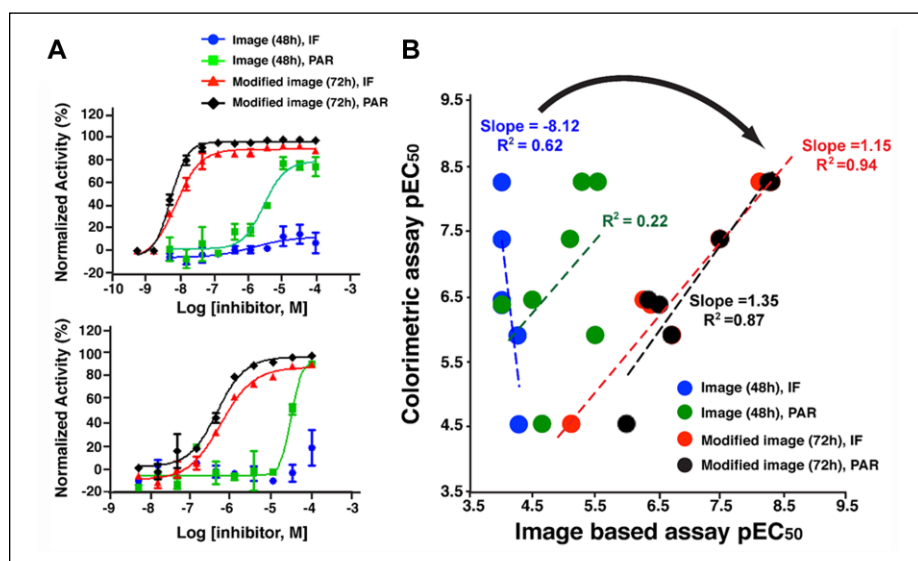 A
Image (48h), IF
Image (48h), PAR
Modified image (72h), IF
Modified image (72h), PAR
Normalized Activity (%)
120
100
80
60
40
20
0
-20
-10 -9 -8 -7 -6 -5 -4 -3
Log [inhibitor, M]
Normalized Activity (%)
120
100
80
60
40
20
0
-20
-9 -8 -7 -6 -5 -4 -3
Log [inhibitor, M]
B
Colorimetric assay pEC50
9.5
8.5
7.5
6.5
5.5
4.5
3.5
Slope = -8.12
R2 = 0.62
Slope =1.15
R2=0.94
R2 = 0.22
Slope =1.35
R2 =0.87
Image (48h), IF
Image (48h), PAR
Modified image (72h), IF
Modified image (72h), PAR
3.5 4.5 5.5 6.5 7.5 8.5 9.5
Image based assay pEC50